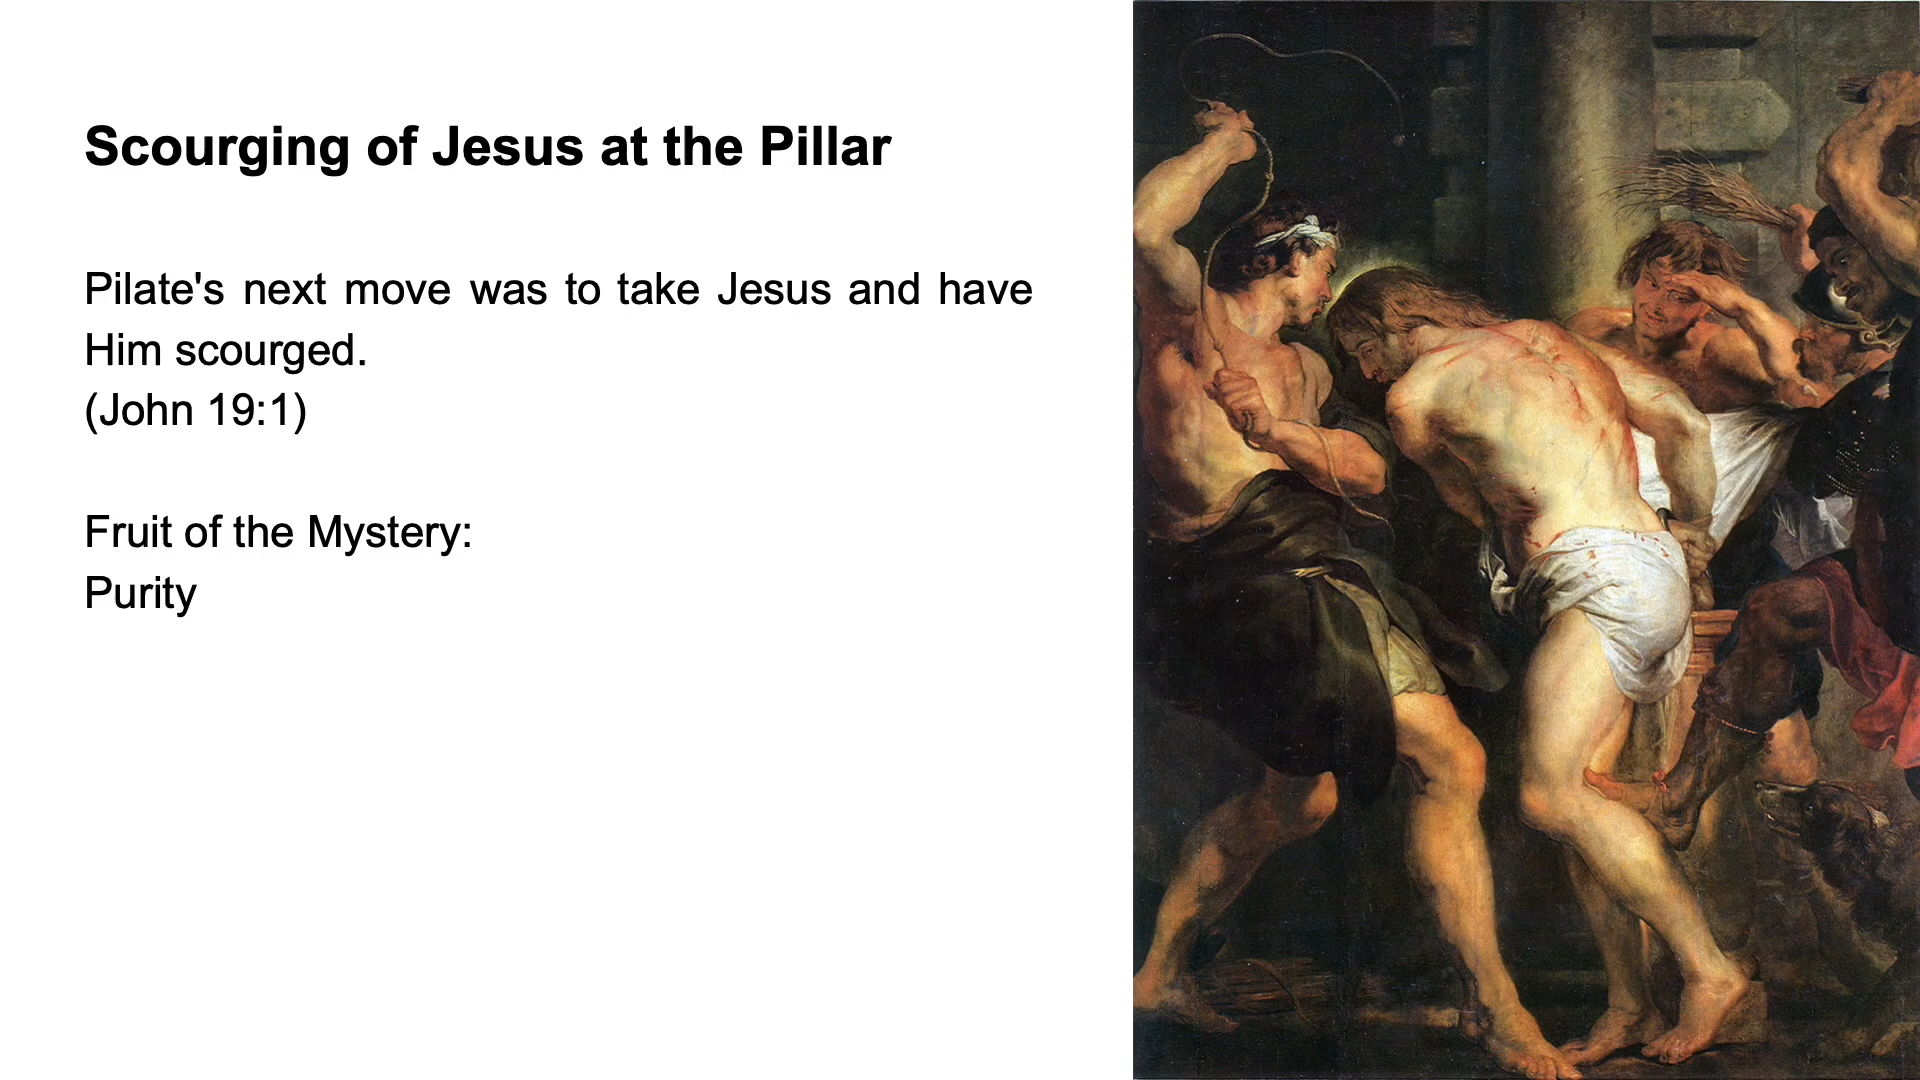 Scourging of Jesus at the Pillar
Pilate's next move was to take Jesus and have
Him scourged.
(John 19:1)
Fruit of the Mystery:
Purity